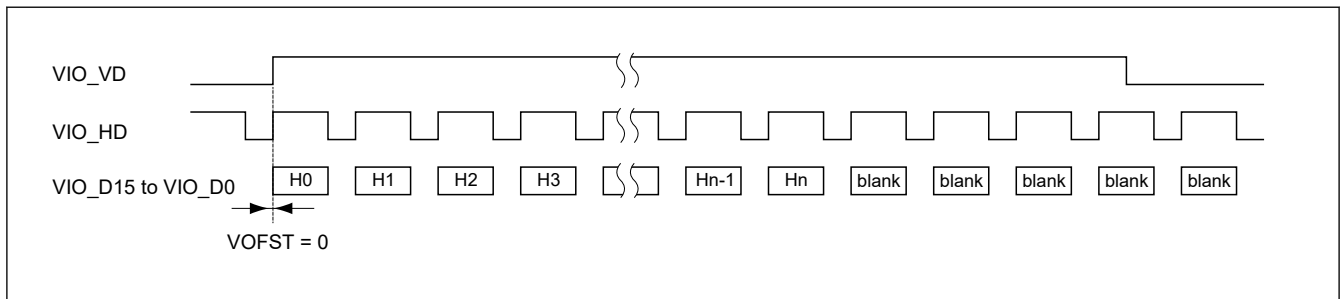 VIO_VD
VIO_HD
VIO_D15 to VIO_D0 H0 H1 H2 H3 Hn-1 Hn blank blank blank blank blank
VOFST = 0